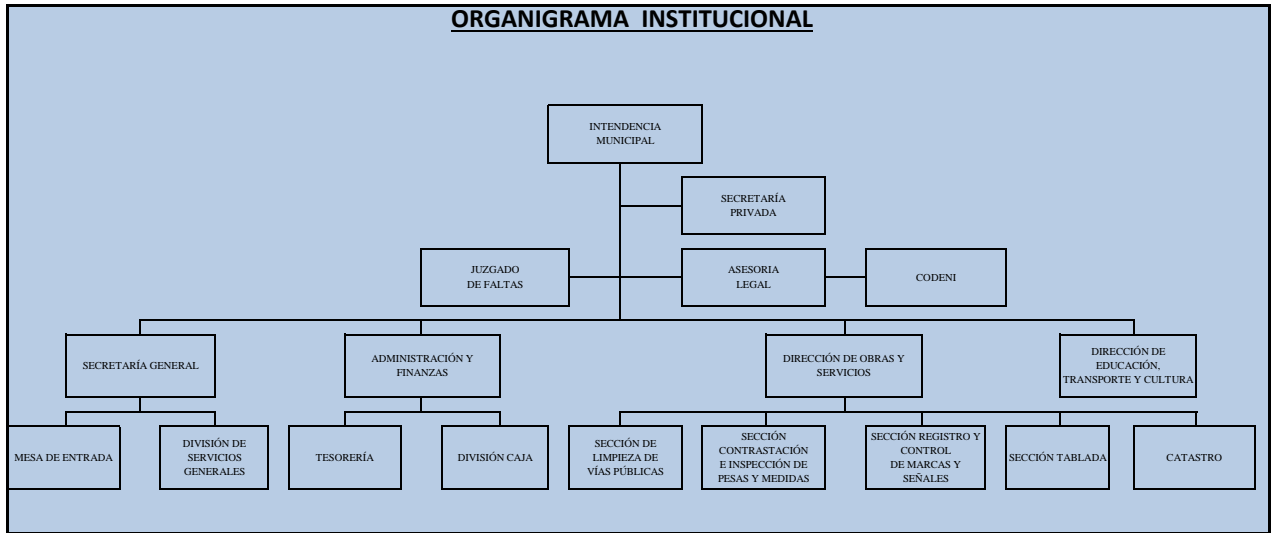 ORGANIGRAMA INSTITUCIONAL
INTENDENCIA
MUNICIPAL
SECRETARÍA
PRIVADA
JUZGADO
DE FALTAS
ASESORIA
LEGAL
CODENI
SECRETARÍA GENERAL
ADMINISTRACIÓN Y
FINANZAS
DIRECCIÓN DE OBRAS Y
SERVICIOS
DIRECCIÓN DE
EDUCACIÓN,
TRANSPORTE Y CULTURA
MESA DE ENTRADA
DIVISIÓN DE
SERVICIOS
GENERALES
TESORERÍA
DIVISIÓN CAJA
SECCIÓN DE
LIMPIEZA DE
VÍAS PÚBLICAS
SECCIÓN
CONTRASTACIÓN
E INSPECCIÓN DE
PESAS Y MEDIDAS
SECCIÓN REGISTRO Y
CONTROL
DE MARCAS Y
SEÑALES
SECCIÓN TABLADA
CATASTRO